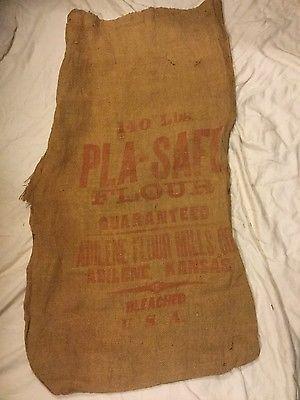 140 Lbs.
PLA-SAFE
FLOUR
GUARANTEED
ABILENE FLOUR MILLS CO.
ABILENE, KANSAS
BLEACHED
U. S. A.